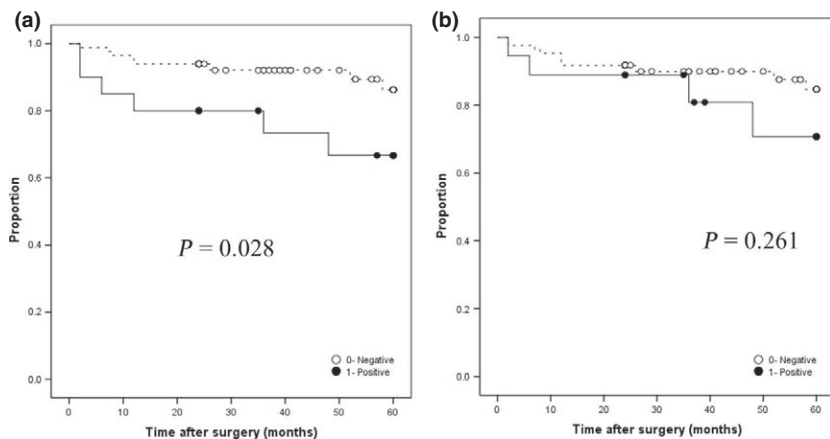 (a)
1.0
0.8
0.6
0.4
0.2
0.0
Proportion
P = 0.028
0- Negative
1- Positive
0 10 20 30 40 50 60
Time after surgery (months)
(b)
1.0
0.8
0.6
0.4
0.2
0.0
Proportion
P = 0.261
0- Negative
1- Positive
0 10 20 30 40 50 60
Time after surgery (months)